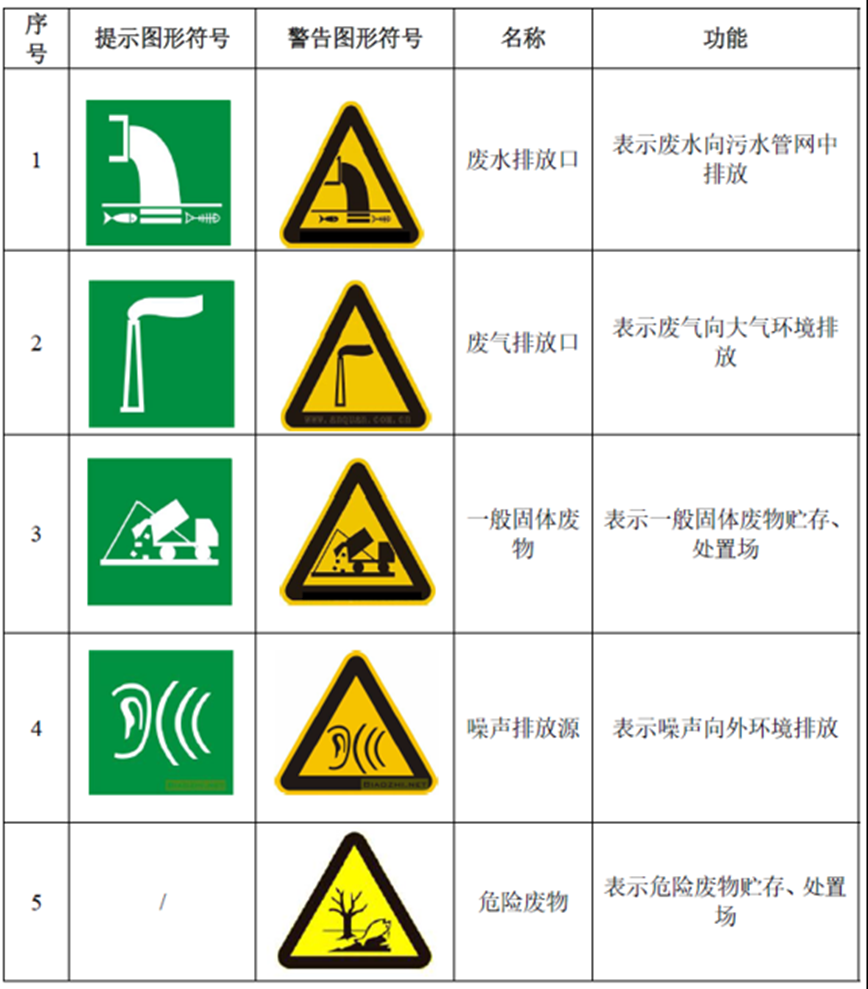 序号 提示图形符号 警告图形符号 名称 功能
1 废水排放口 表示废水向污水管网中
排放
2 废气排放口 表示废气向大气环境排
放
www.anquan.com.cn
3 一般固体废 表示一般固体废物贮存、
物 处置场
4 噪声排放源 表示噪声向外环境排放
BIAOZHI.NET BIAOZHI.NET
5 / 危险废物 表示危险废物贮存、处置
场